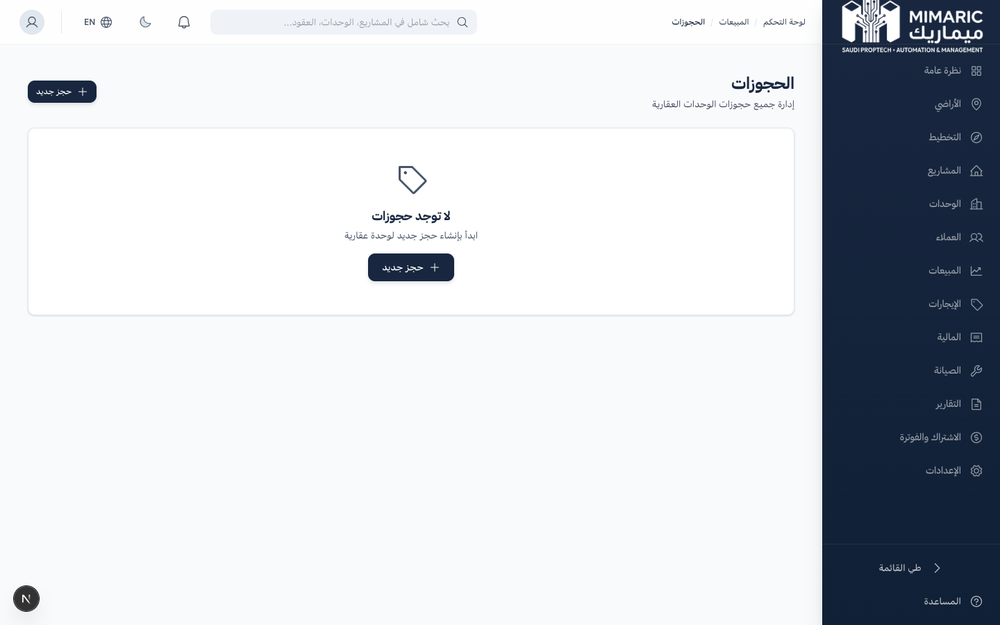 MIMARIC
ميماريك
SAUDI PROPTECH • AUTOMATION & MANAGEMENT
نظرة عامة
الأراضي
التخطيط
المشاريع
الوحدات
العملاء
المبيعات
الإيجارات
المالية
الصيانة
التقارير
الاشتراك والفوترة
الإعدادات
طي القائمة
المساعدة
لوحة التحكم / المبيعات / الحجوزات
بحث شامل في المشاريع، الوحدات، العقود...
EN
الحجوزات
إدارة جميع حجوزات الوحدات العقارية
حجز جديد
لا توجد حجوزات
ابدأ بإنشاء حجز جديد لوحدة عقارية
حجز جديد
N